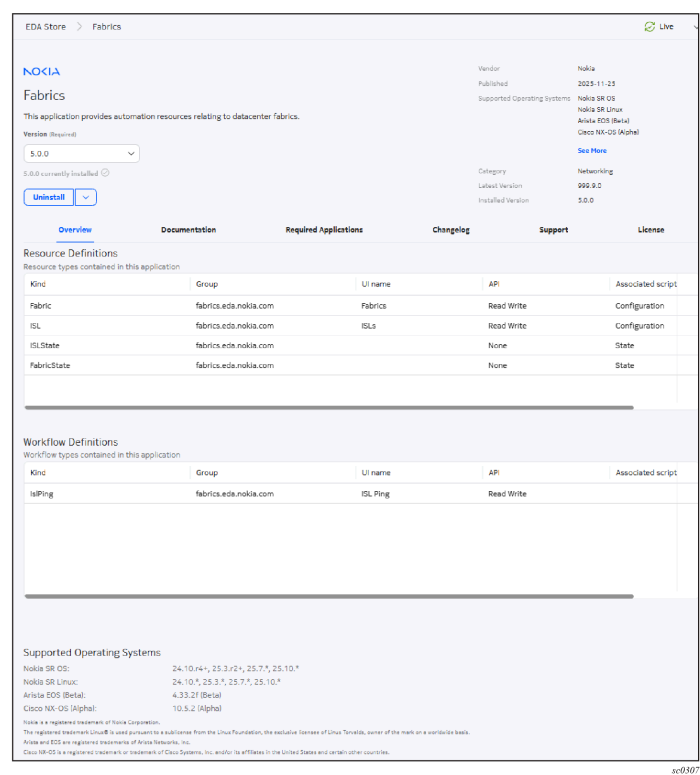 EDA Store > Fabrics
Live
NOKIA
Fabrics
This application provides automation resources relating to datacenter fabrics.
Version (Required)
5.0.0
5.0.0 currently installed
Uninstall
Vendor Nokia
Published 2025-11-25
Supported Operating Systems Nokia SR OS
Nokia SR Linux
Arista EOS (Beta)
Cisco NX-OS (Alpha)
See More
Category Networking
Latest Version 999.9.0
Installed Version 5.0.0
Overview Documentation Required Applications Changelog Support License
Resource Definitions
Resource types contained in this application
Kind Group UI name API Associated script
Fabric fabrics.eda.nokia.com Fabrics Read Write Configuration
ISL fabrics.eda.nokia.com ISLs Read Write Configuration
ISLState fabrics.eda.nokia.com None State
FabricState fabrics.eda.nokia.com None State
Workflow Definitions
Workflow types contained in this application
Kind Group UI name API Associated script
IslPing fabrics.eda.nokia.com ISL Ping Read Write
Supported Operating Systems
Nokia SR OS: 24.10.r4+, 25.3.r2+, 25.7.*, 25.10.*
Nokia SR Linux: 24.10.*, 25.3.*, 25.7.*, 25.10.*
Arista EOS (Beta): 4.33.2f (Beta)
Cisco NX-OS (Alpha): 10.5.2 (Alpha)
Nokia is a registered trademark of Nokia Corporation.
The registered trademark Linux® is used pursuant to a sublicense from the Linux Foundation, the exclusive licensee of Linus Torvalds, owner of the mark on a worldwide basis.
Arista and EOS are registered trademarks of Arista Networks, Inc.
Cisco NX-OS is a registered trademark or trademark of Cisco Systems, Inc. and/or its affiliates in the United States and certain other countries.
sc0307